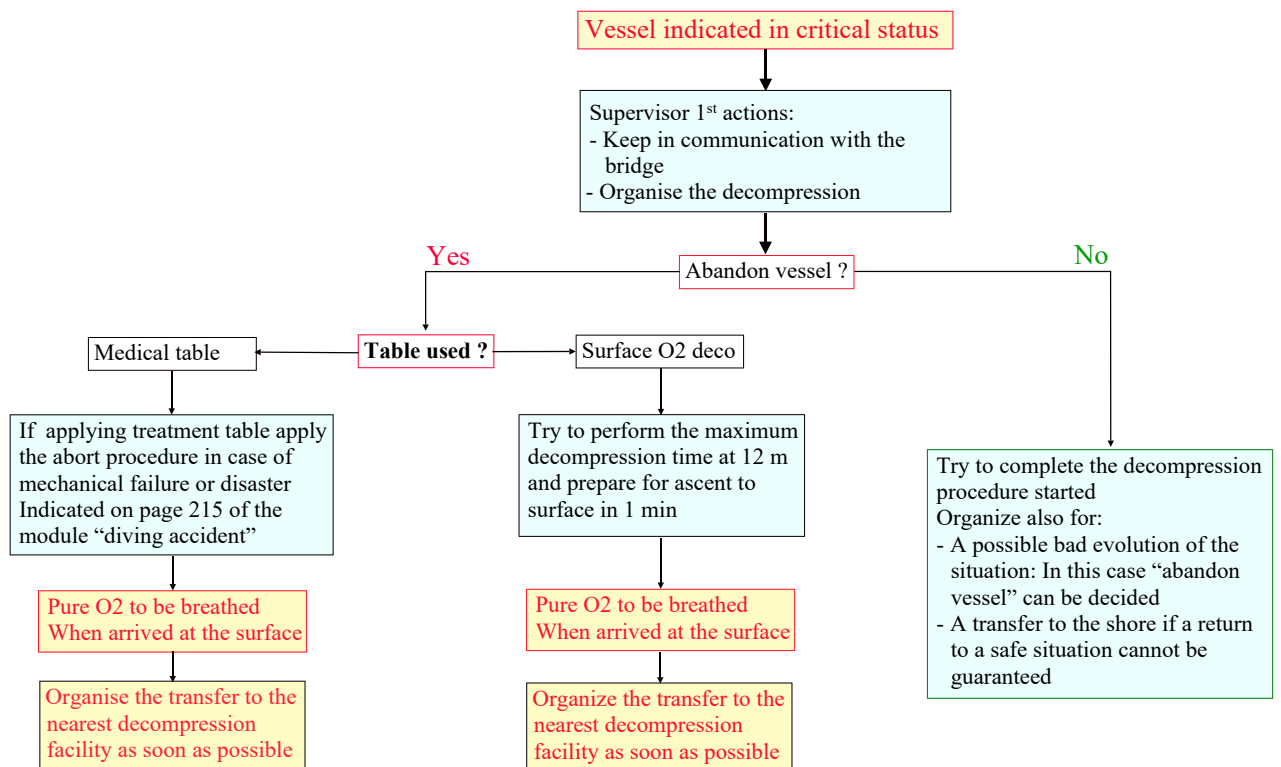 Vessel indicated in critical status
Supervisor 1st actions:
- Keep in communication with the
bridge
- Organise the decompression
Yes
Abandon vessel ?
No
Medical table
Table used ?
Surface O2 deco
If  applying treatment table apply
the abort procedure in case of
mechanical failure or disaster
Indicated on page 215 of the
module “diving accident”
Try to perform the maximum
decompression time at 12 m
and prepare for ascent to
surface in 1 min
Try to complete the decompression
procedure started
Organize also for:
- A possible bad evolution of the
situation: In this case “abandon
vessel” can be decided
- A transfer to the shore if a return
to a safe situation cannot be
guaranteed
Pure O2 to be breathed
When arrived at the surface
Pure O2 to be breathed
When arrived at the surface
Organise the transfer to the
nearest decompression
facility as soon as possible
Organize the transfer to the
nearest decompression
facility as soon as possible